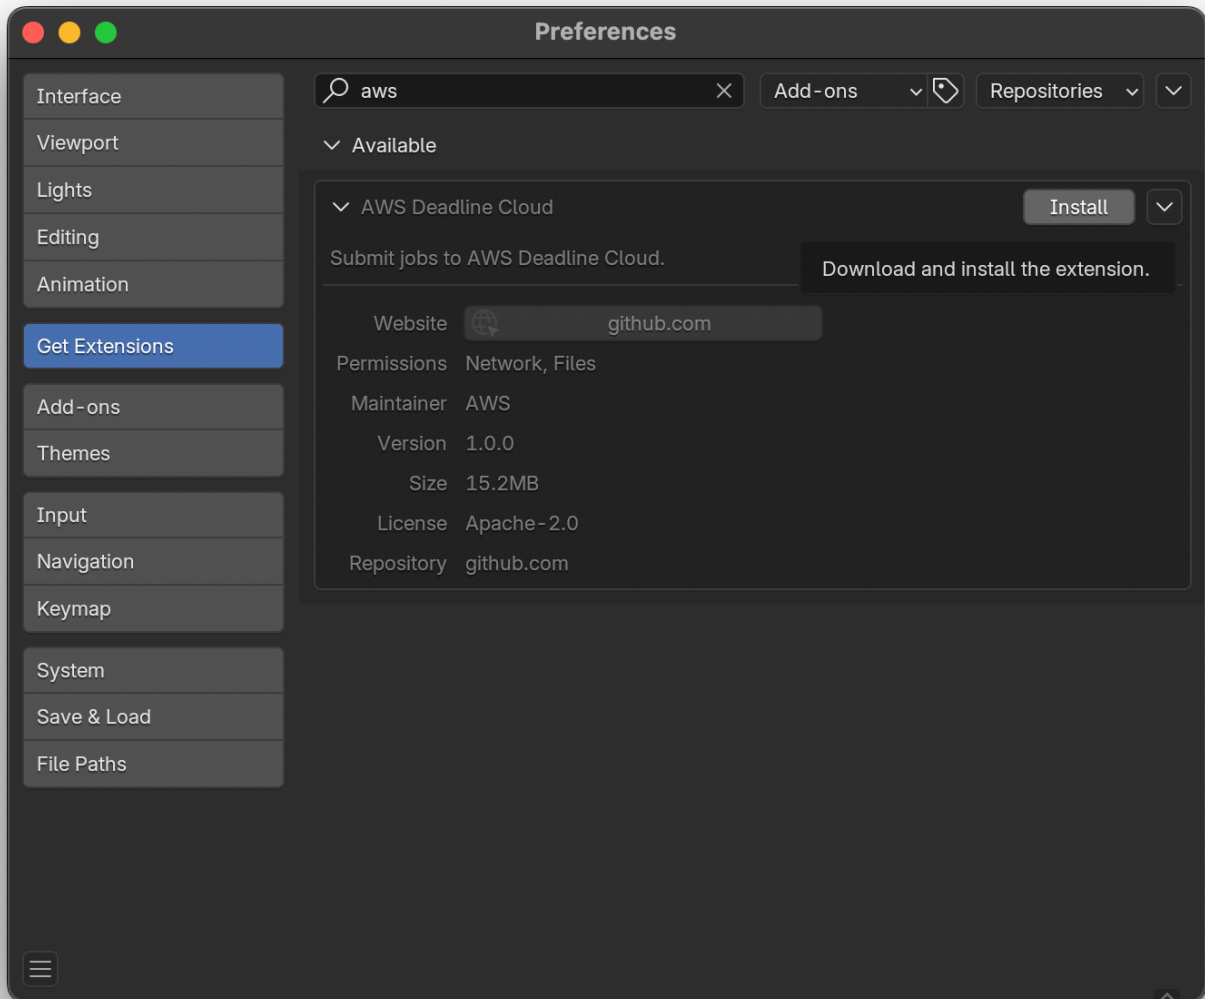 Preferences
Interface
Viewport
Lights
Editing
Animation
Get Extensions
Add-ons
Themes
Input
Navigation
Keymap
System
Save & Load
File Paths
aws
Add-ons
Repositories
Available
AWS Deadline Cloud
Install
Submit jobs to AWS Deadline Cloud.
Download and install the extension.
Website github.com
Permissions Network, Files
Maintainer AWS
Version 1.0.0
Size 15.2MB
License Apache-2.0
Repository github.com